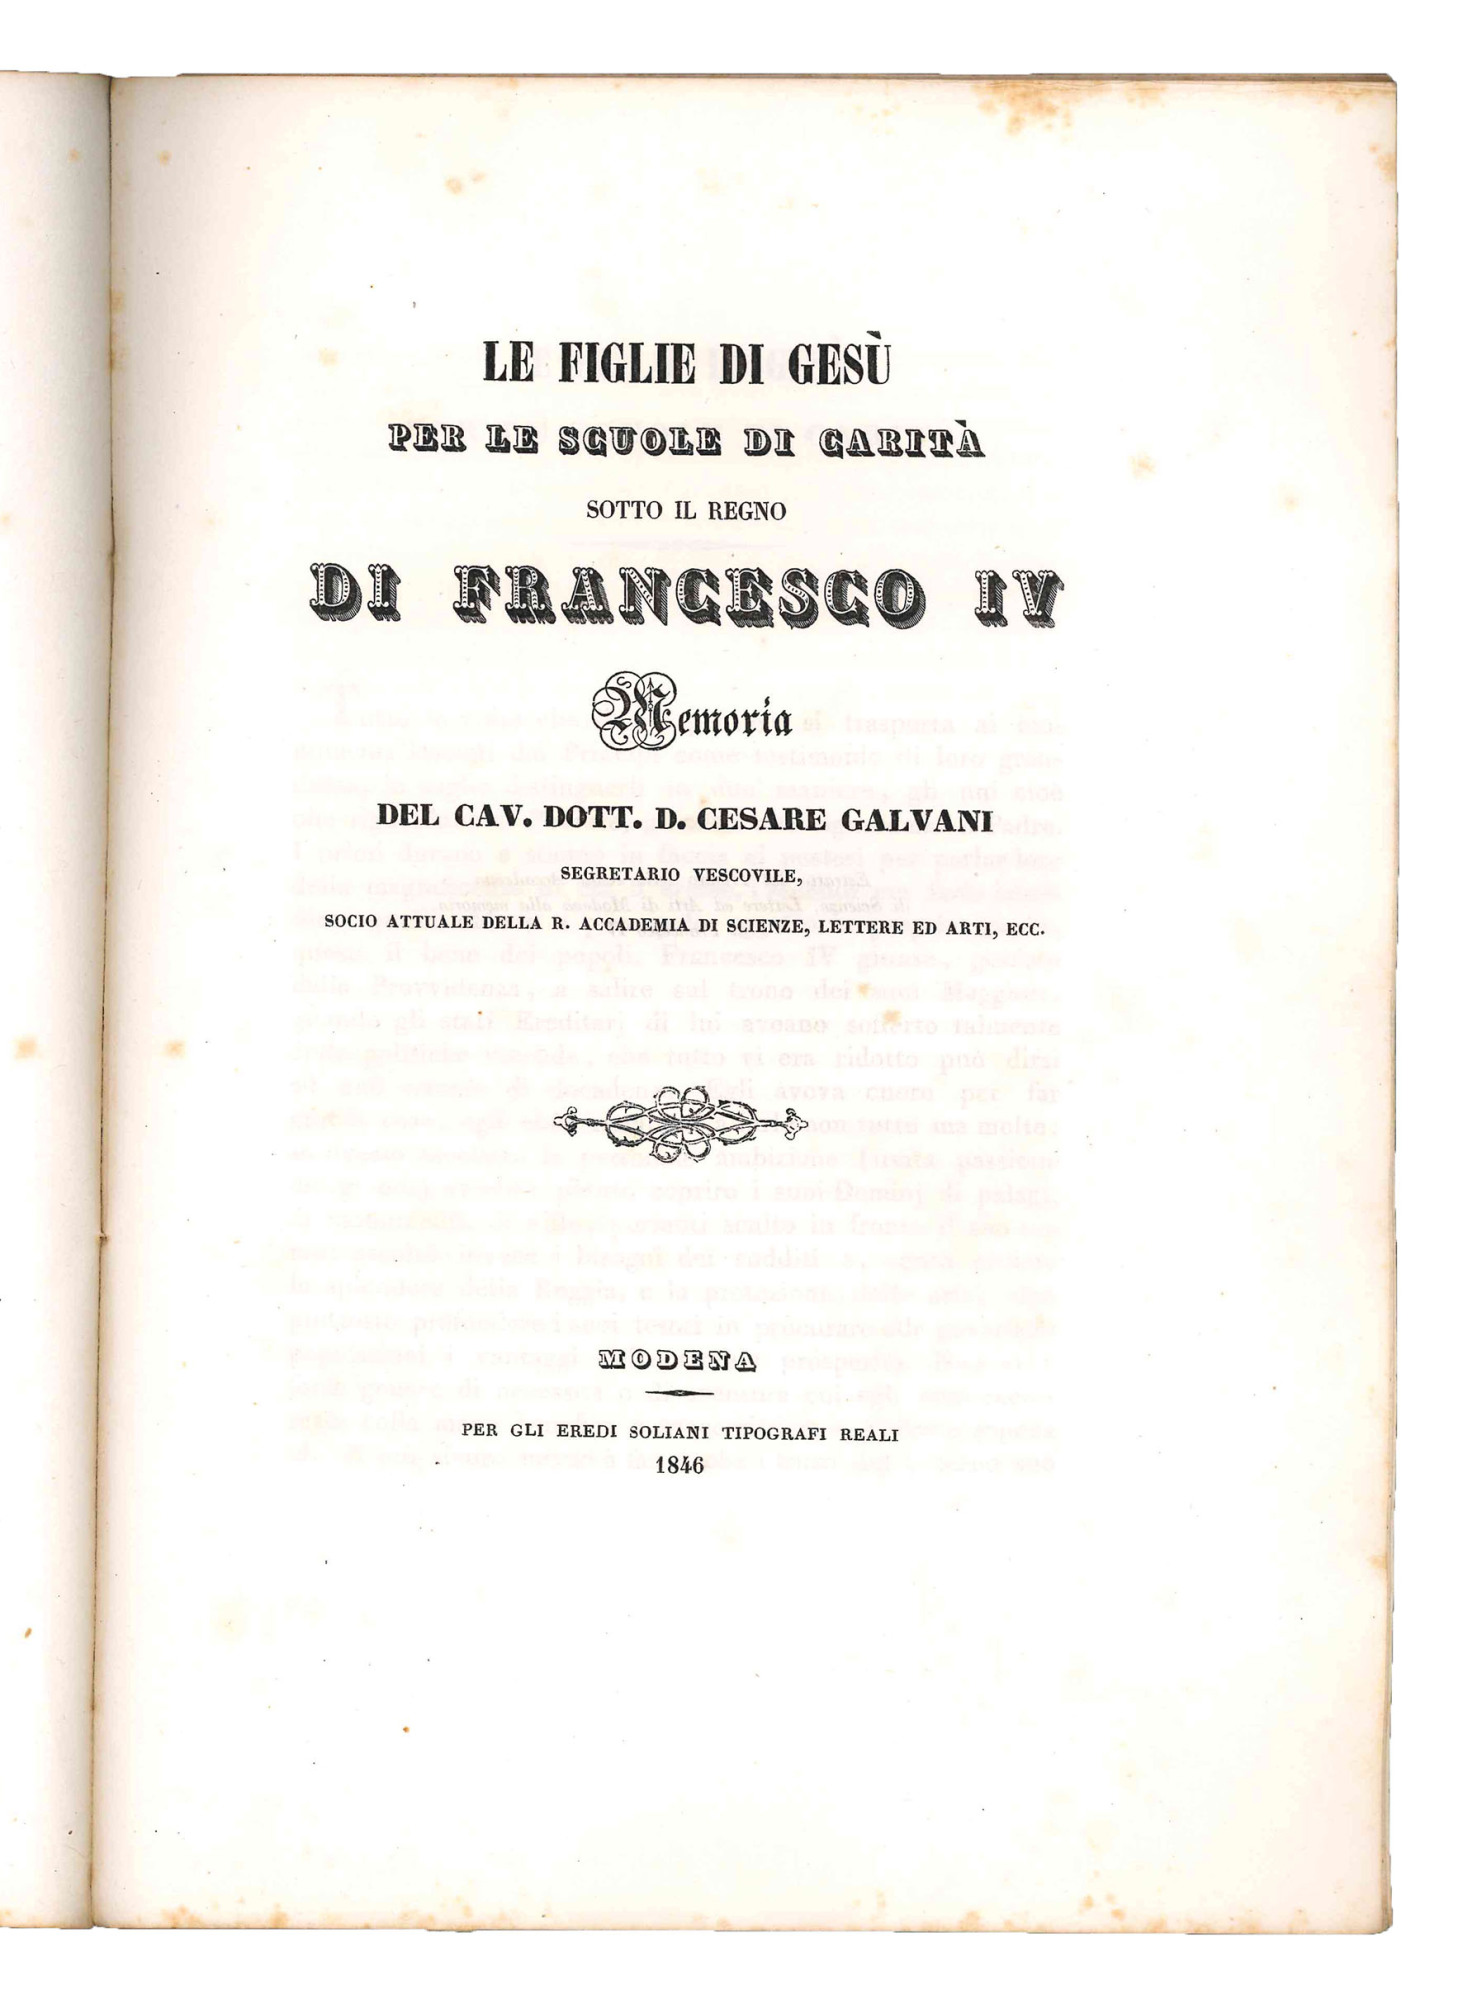 LE FIGLIE DI GESÙ
PER LE SCUOLE DI CARITÀ
SOTTO IL REGNO
DI FRANCESCO IV
Memoria
DEL CAV. DOTT. D. CESARE GALVANI
SEGRETARIO VESCOVILE,
SOCIO ATTUALE DELLA R. ACCADEMIA DI SCIENZE, LETTERE ED ARTI, ECC.
MODENA
PER GLI EREDI SOLIANI TIPOGRAFI REALI
1846